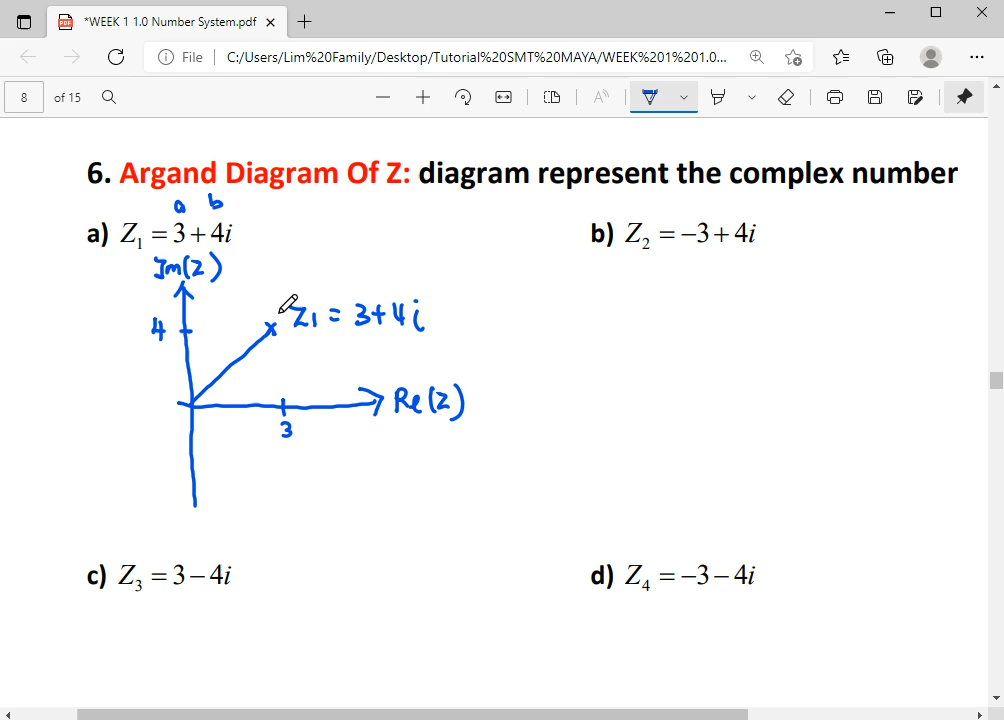 *WEEK 1 1.0 Number System.pdf
File
C:/Users/Lim%20Family/Desktop/Tutorial%20SMT%20MAYA/WEEK%201%201.0...
8 of 15
6. Argand Diagram Of Z: diagram represent the complex number
a b
a) Z₁ = 3 + 4i
b) Z₂ = −3 + 4i
Im(Z)
4
Z1 = 3+4i
Re(Z)
3
c) Z₃ = 3 − 4i
d) Z₄ = −3 − 4i